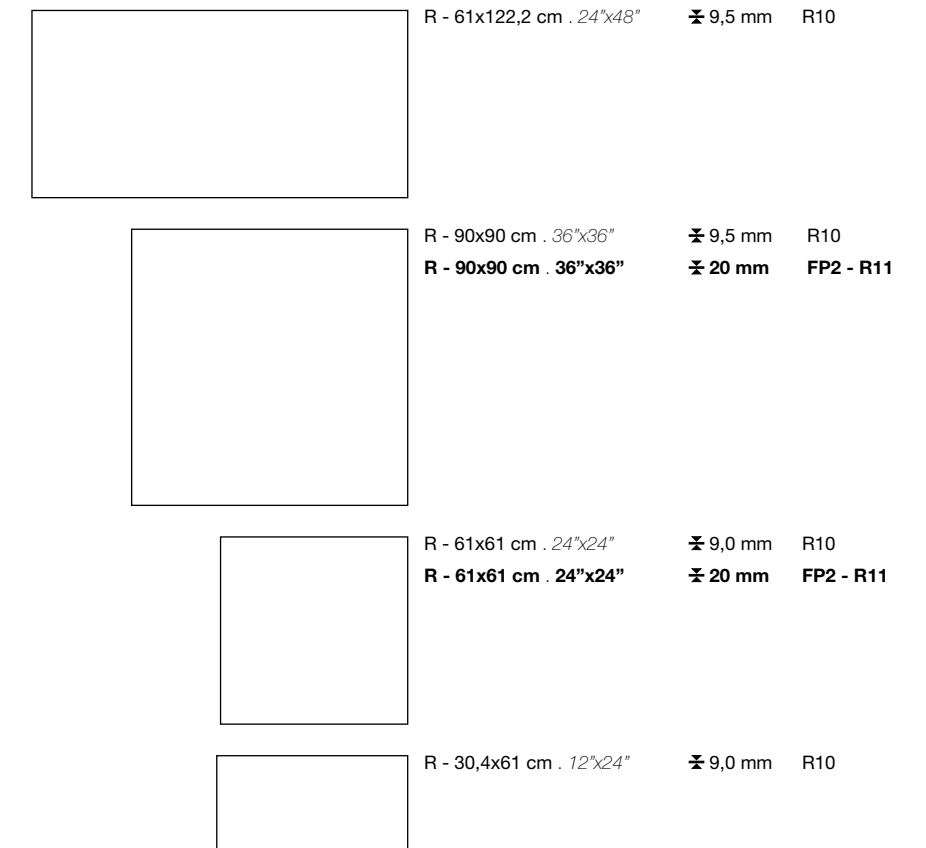 R - 61x122,2 cm . 24"x48" 9,5 mm R10
R - 90x90 cm . 36"x36" 9,5 mm R10
R - 90x90 cm . 36”x36” 20 mm FP2 - R11
R - 61x61 cm . 24"x24" 9,0 mm R10
R - 61x61 cm . 24”x24” 20 mm FP2 - R11
R - 30,4x61 cm . 12"x24" 9,0 mm R10